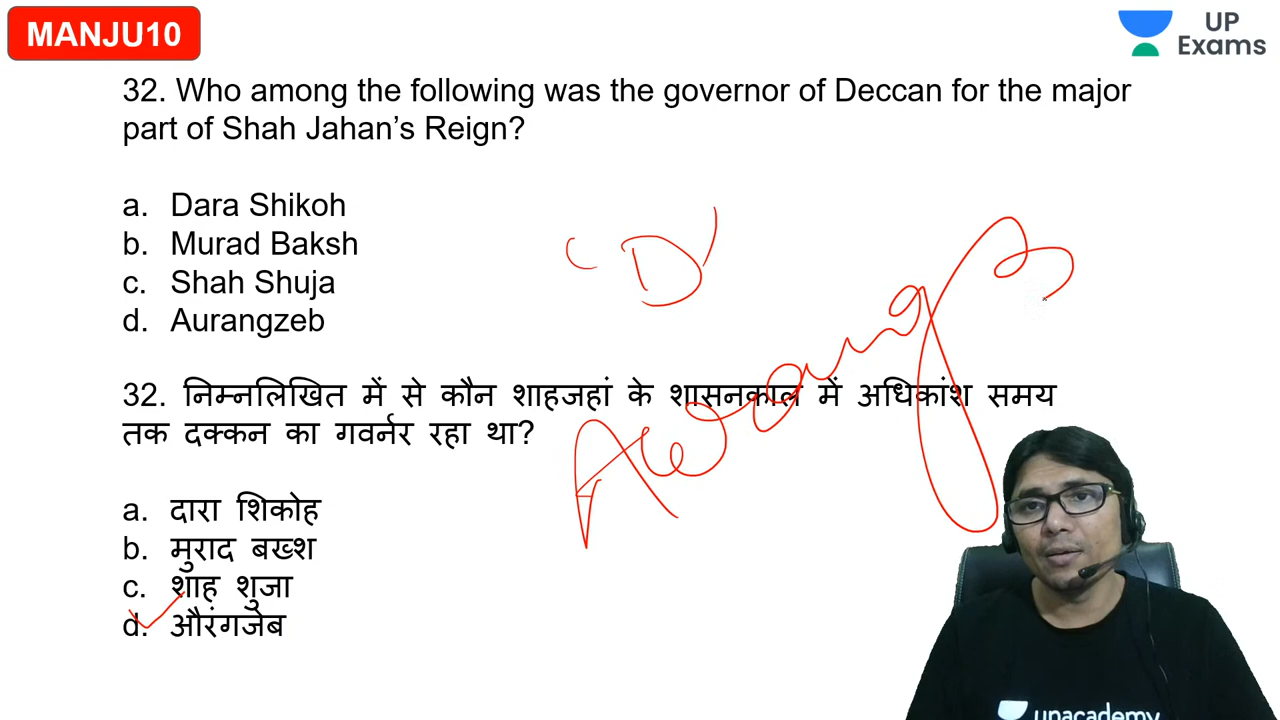 MANJU10
UP
Exams
32. Who among the following was the governor of Deccan for the major
part of Shah Jahan’s Reign?
a. Dara Shikoh
b. Murad Baksh
c. Shah Shuja
d. Aurangzeb
"D"
Aurangz
32. निम्नलिखित में से कौन शाहजहां के शासनकाल में अधिकांश समय
तक दक्कन का गवर्नर रहा था?
a. दारा शिकोह
b. मुराद बख्श
c. शाह शुजा
d. औरंगजेब
unacademy